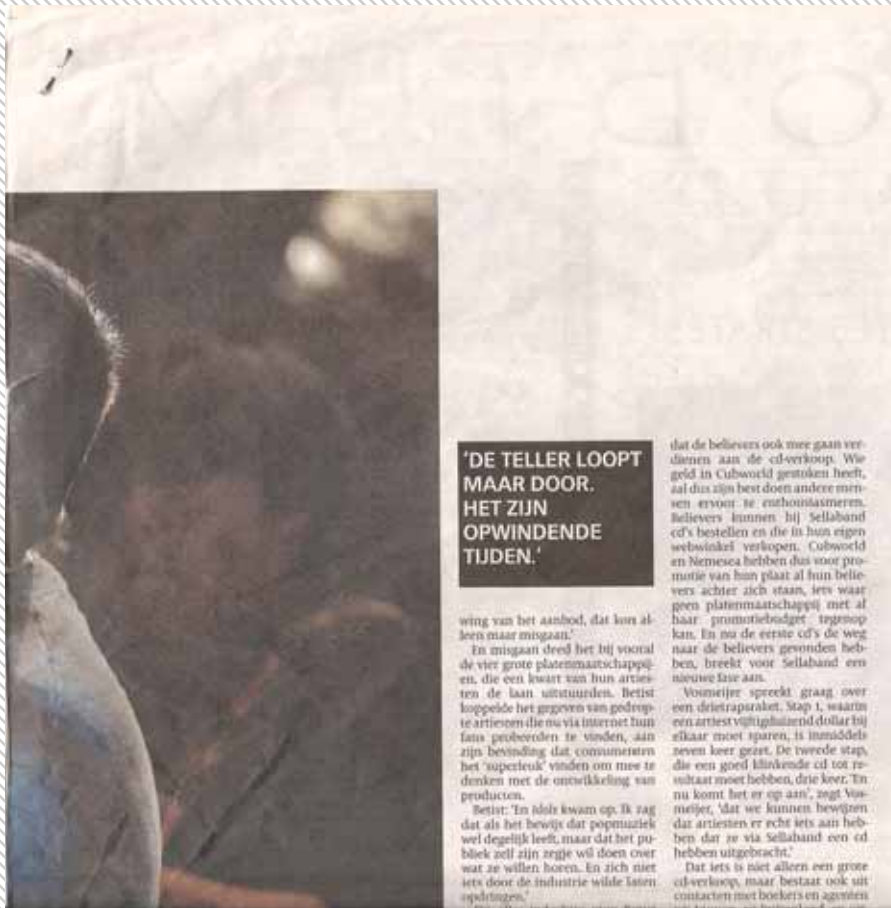 'DE TELLER LOOPT
MAAR DOOR.
HET ZIJN
OPWINDENDE
TIJDEN.'
wing van het aanbod, dat kon al-
leen maar misgaan.'
En misgaan deed het bij vooral
de vier grote platenmaatschappij-
en, die een kwart van hun arties-
ten de laan uitstuurden. Betist
koppelde het gegeven van gedrop-
te artiesten die nu via internet hun
fans probeerden te vinden, aan
zijn bevinding dat consumenten
het 'superleuk' vinden om mee te
denken met de ontwikkeling van
producten.
Betist: 'En Idols kwam op. Ik zag
dat als het bewijs dat popmuziek
wel degelijk leeft, maar dat het pu-
bliek zelf zijn zegje wil doen over
wat ze willen horen. En zich niet
iets door de industrie wilde laten
opdringen.'
dat de believers ook mee gaan ver-
dienen aan de cd-verkoop. Wie
geld in Cubworld gestoken heeft,
zal dus zijn best doen andere men-
sen ervoor te enthousiasmeren.
Believers kunnen bij Sellaband
cd's bestellen en die in hun eigen
webwinkel verkopen. Cubworld
en Nemesea hebben dus voor pro-
motie van hun plaat al hun belie-
vers achter zich staan, iets waar
geen platenmaatschappij met al
haar promotiebudget tegenop
kan. En nu de eerste cd's de weg
naar de believers gevonden heb-
ben, breekt voor Sellaband een
nieuwe fase aan.
Vosmeijer spreekt graag over
een drietrapsraket. Stap 1, waarin
een artiest vijftigduizend dollar bij
elkaar moet sparen, is inmiddels
zeven keer gezet. De tweede stap,
die een goed klinkende cd tot re-
sultaat moet hebben, drie keer. 'En
nu komt het er op aan', zegt Vos-
meijer, 'dat we kunnen bewijzen
dat artiesten er echt iets aan heb-
ben dat ze via Sellaband een cd
hebben uitgebracht.'
Dat iets is niet alleen een grote
cd-verkoop, maar bestaat ook uit
contacten met boekers en agenten